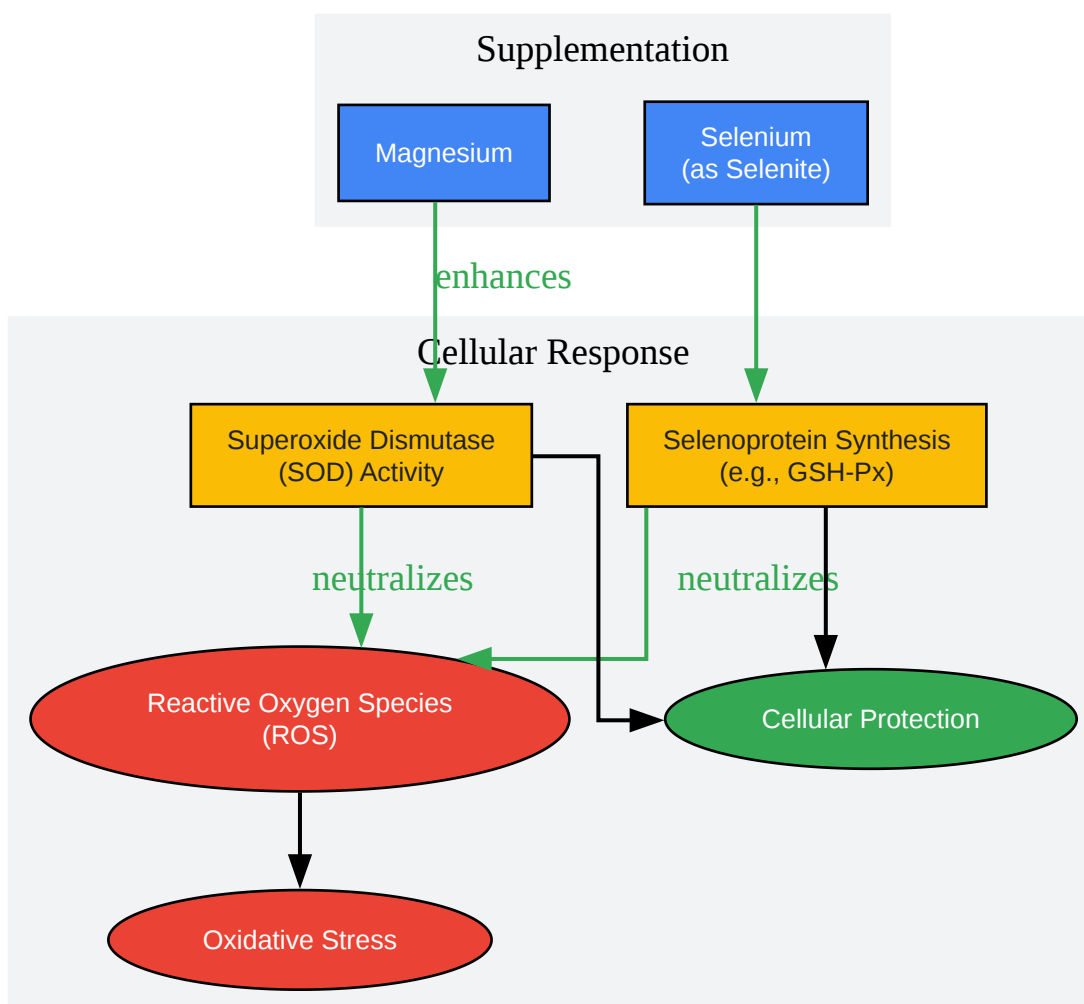 Supplementation
Magnesium
Selenium
(as Selenite)
enhances
Cellular Response
Superoxide Dismutase
(SOD) Activity
Selenoprotein Synthesis
(e.g., GSH-Px)
neutralizes
neutralizes
Reactive Oxygen Species
(ROS)
Cellular Protection
Oxidative Stress